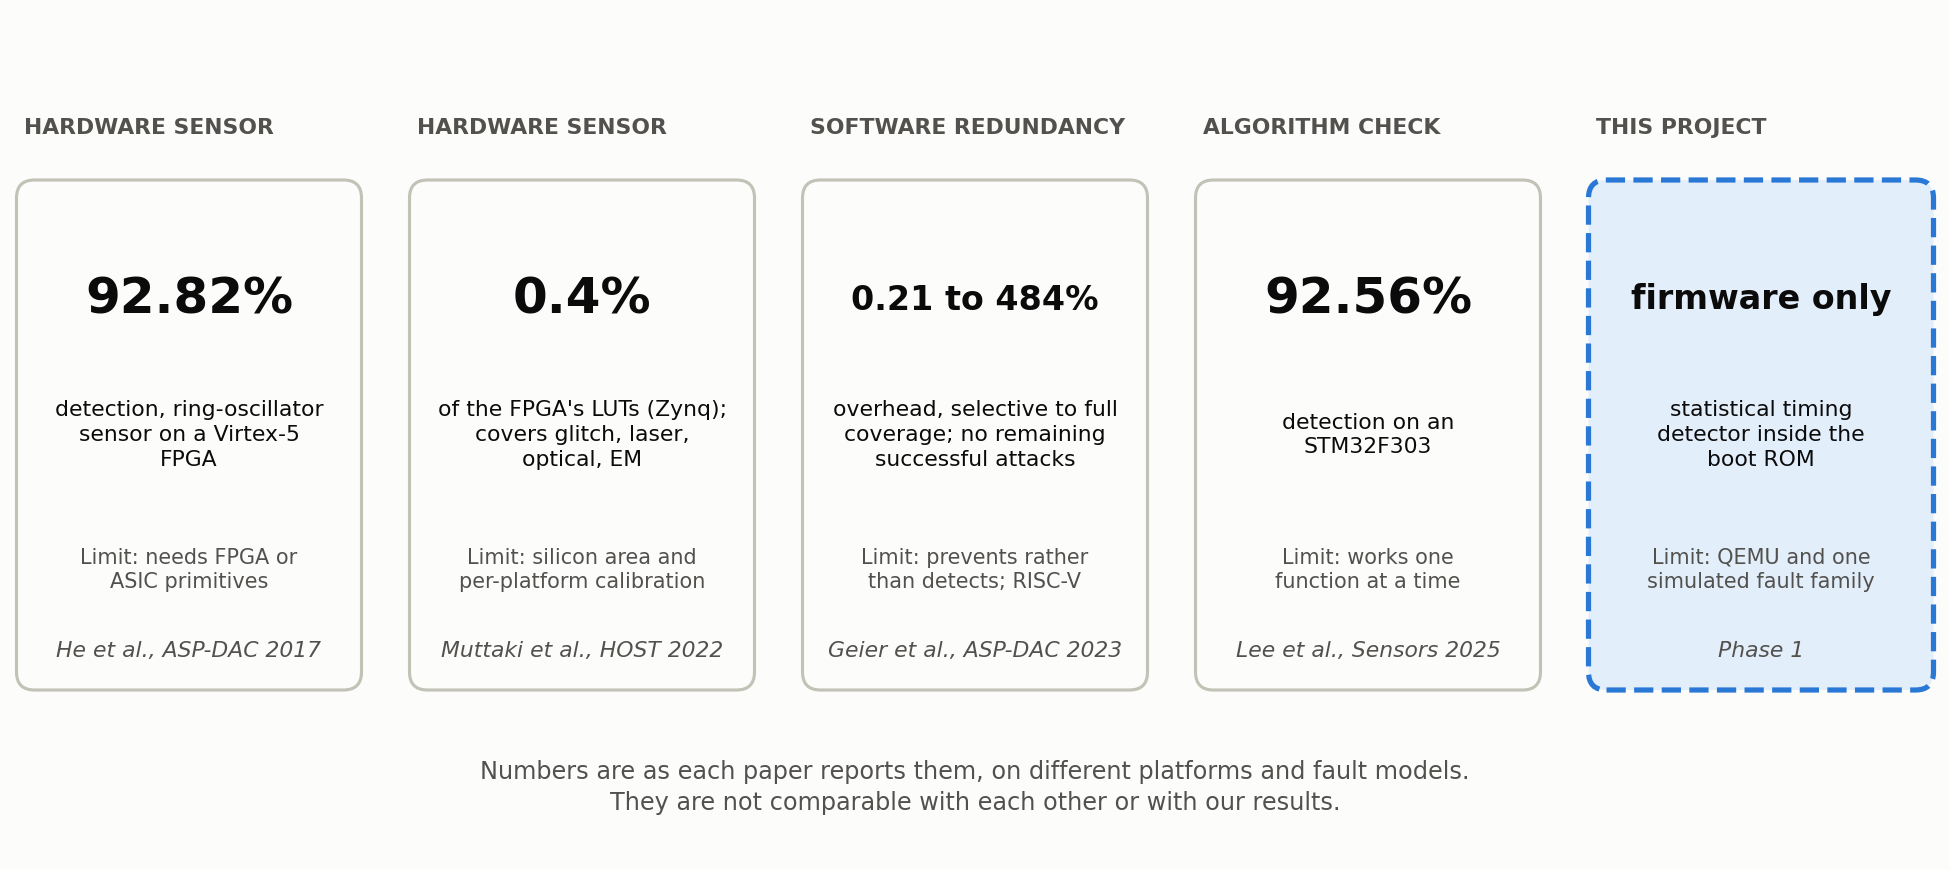 HARDWARE SENSOR
92.82%
detection, ring-oscillator
sensor on a Virtex-5
FPGA
Limit: needs FPGA or
ASIC primitives
He et al., ASP-DAC 2017
HARDWARE SENSOR
0.4%
of the FPGA's LUTs (Zynq);
covers glitch, laser,
optical, EM
Limit: silicon area and
per-platform calibration
Muttaki et al., HOST 2022
SOFTWARE REDUNDANCY
0.21 to 484%
overhead, selective to full
coverage; no remaining
successful attacks
Limit: prevents rather
than detects; RISC-V
Geier et al., ASP-DAC 2023
ALGORITHM CHECK
92.56%
detection on an
STM32F303
Limit: works one
function at a time
Lee et al., Sensors 2025
THIS PROJECT
firmware only
statistical timing
detector inside the
boot ROM
Limit: QEMU and one
simulated fault family
Phase 1
Numbers are as each paper reports them, on different platforms and fault models.
They are not comparable with each other or with our results.